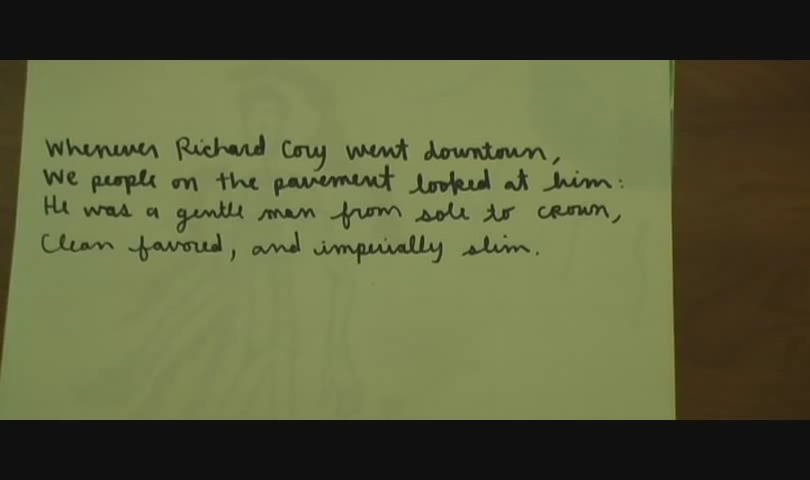 Whenever Richard Cory went downtown,
We people on the pavement looked at him:
He was a gentle man from sole to crown,
Clean favored, and imperially slim.